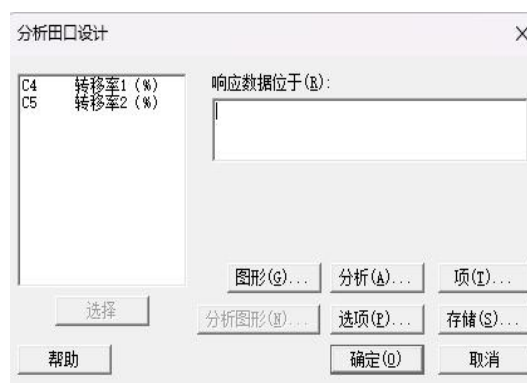 分析田口设计
C4 转移率1（%）
C5 转移率2（%）
响应数据位于(R):
图形(G)... 分析(A)... 项(T)...
选择
分析图形(N)... 选项(P)... 存储(S)...
帮助 确定(O) 取消